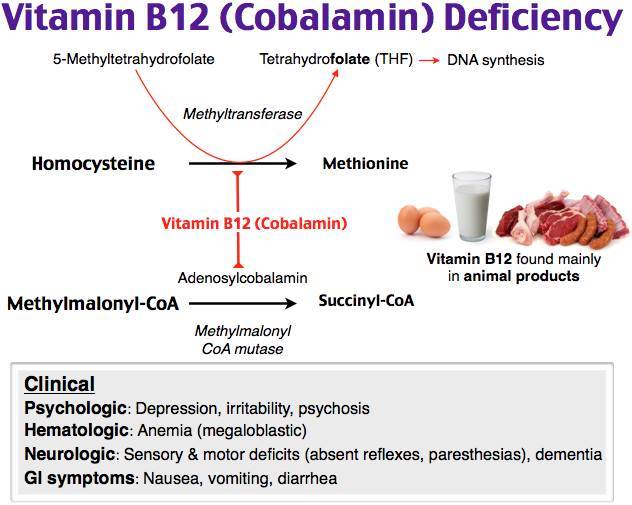 Vitamin B12 (Cobalamin) Deficiency
5-Methyltetrahydrofolate
Tetrahydrofolate (THF) → DNA synthesis
Methyltransferase
Homocysteine
Methionine
Vitamin B12 (Cobalamin)
Vitamin B12 found mainly
in animal products
Adenosylcobalamin
Methylmalonyl-CoA
Succinyl-CoA
Methylmalonyl
CoA mutase
Clinical
Psychologic: Depression, irritability, psychosis
Hematologic: Anemia (megaloblastic)
Neurologic: Sensory & motor deficits (absent reflexes, paresthesias), dementia
GI symptoms: Nausea, vomiting, diarrhea